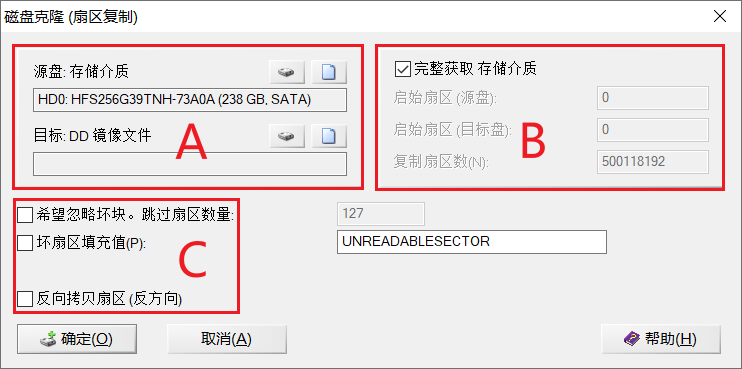 磁盘克隆 (扇区复制)
源盘: 存储介质
HD0: HFS256G39TNH-73A0A (238 GB, SATA)
目标: DD 镜像文件
A
完整获取 存储介质
启始扇区 (源盘): 0
启始扇区 (目标盘): 0
复制扇区数(N): 500118192
B
希望忽略坏块。跳过扇区数量: 127
坏扇区填充值(P): UNREADABLESECTOR
反向拷贝扇区 (反方向)
C
确定(O) 取消(A) 帮助(H)